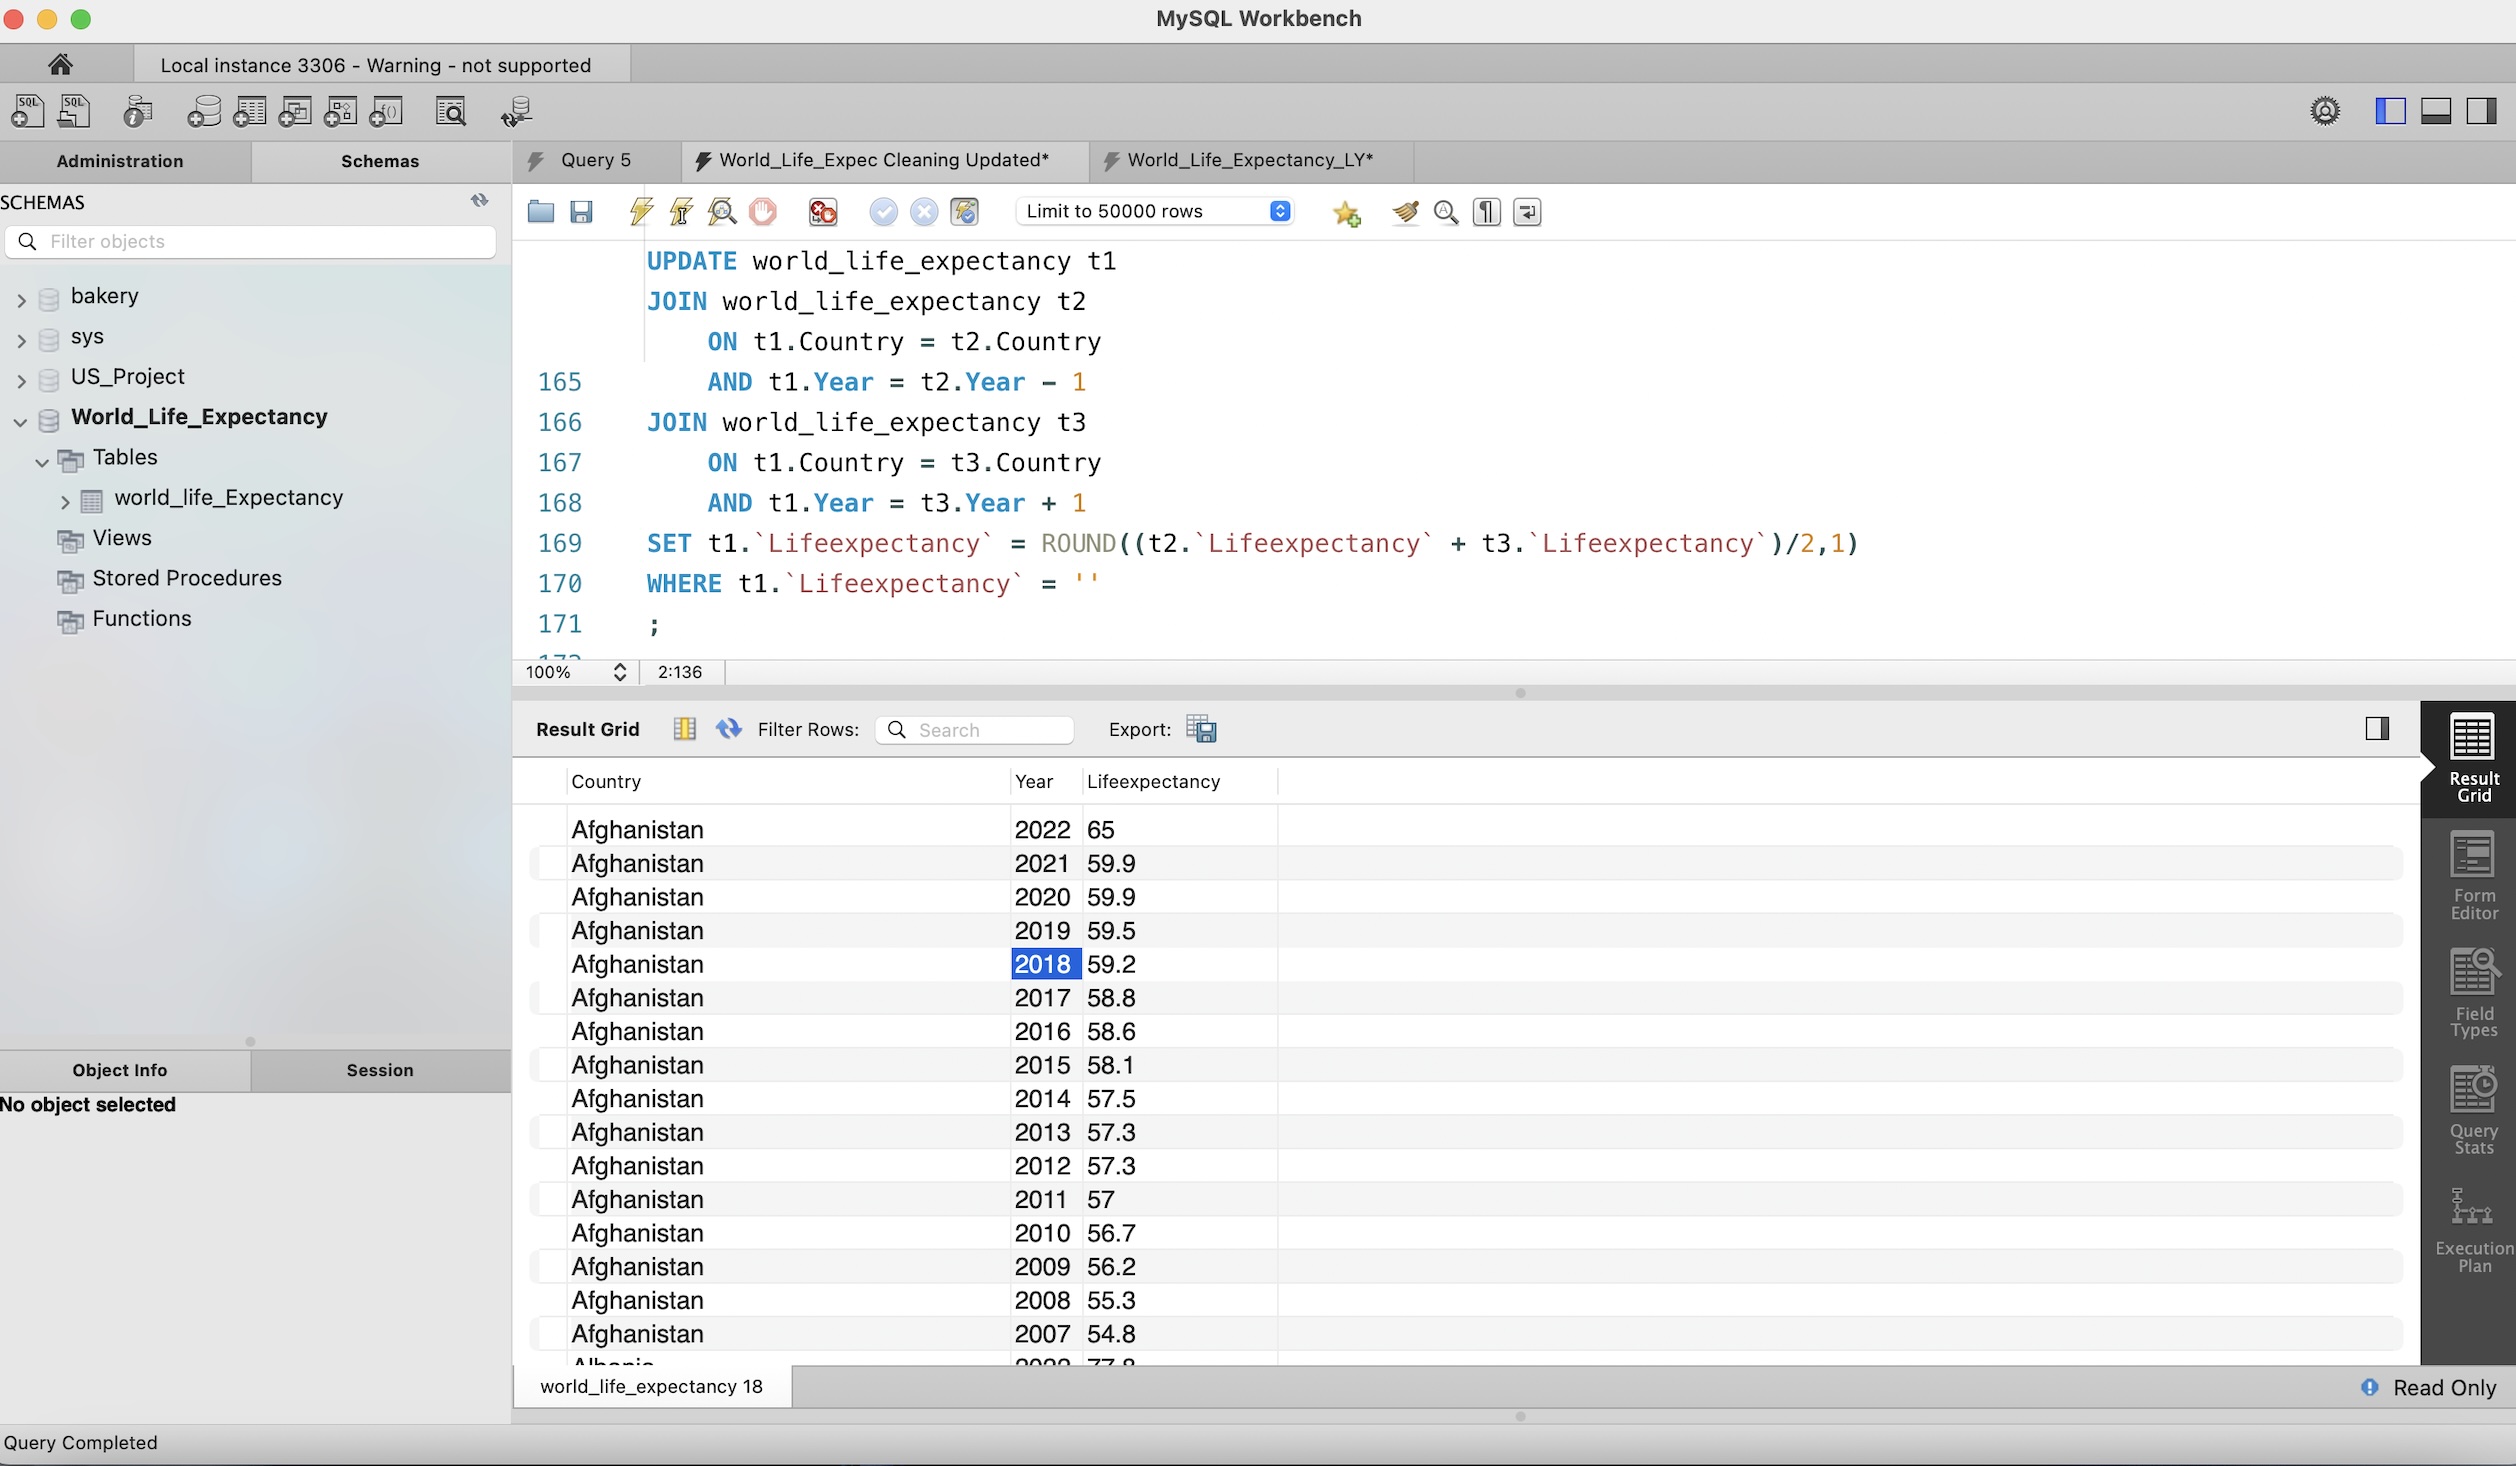 MySQL Workbench
Local instance 3306 - Warning - not supported
SQL SQL
Administration Schemas
Query 5 World_Life_Expec Cleaning Updated* World_Life_Expectancy_LY*
SCHEMAS
Filter objects
Limit to 50000 rows
bakery
sys
US_Project
World_Life_Expectancy
Tables
world_life_Expectancy
Views
Stored Procedures
Functions
UPDATE world_life_expectancy t1
JOIN world_life_expectancy t2
ON t1.Country = t2.Country
165 AND t1.Year = t2.Year - 1
166 JOIN world_life_expectancy t3
167 ON t1.Country = t3.Country
168 AND t1.Year = t3.Year + 1
169 SET t1.`Lifeexpectancy` = ROUND((t2.`Lifeexpectancy` + t3.`Lifeexpectancy`)/2,1)
170 WHERE t1.`Lifeexpectancy` = ''
171 ;
100% 2:136
Result Grid Filter Rows: Search Export:
Country Year Lifeexpectancy
Afghanistan 2022 65
Afghanistan 2021 59.9
Afghanistan 2020 59.9
Afghanistan 2019 59.5
Afghanistan 2018 59.2
Afghanistan 2017 58.8
Afghanistan 2016 58.6
Afghanistan 2015 58.1
Afghanistan 2014 57.5
Afghanistan 2013 57.3
Afghanistan 2012 57.3
Afghanistan 2011 57
Afghanistan 2010 56.7
Afghanistan 2009 56.2
Afghanistan 2008 55.3
Afghanistan 2007 54.8
Result
Grid
Form
Editor
Field
Types
Query
Stats
Execution
Plan
Object Info Session
No object selected
world_life_expectancy 18
Read Only
Query Completed